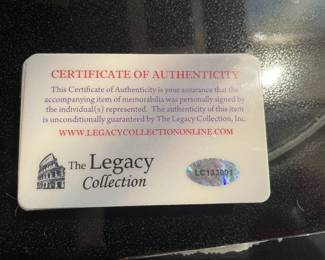 CERTIFICATE OF AUTHENTICITY
This Certificate of Authenticity is your assurance that the
accompanying item of memorabilia was personally signed by
the individual(s) represented. The authenticity of this item
is unconditionally guaranteed by The Legacy Collection, Inc.
WWW.LEGACYCOLLECTIONONLINE.COM
The Legacy
Collection
LC133001